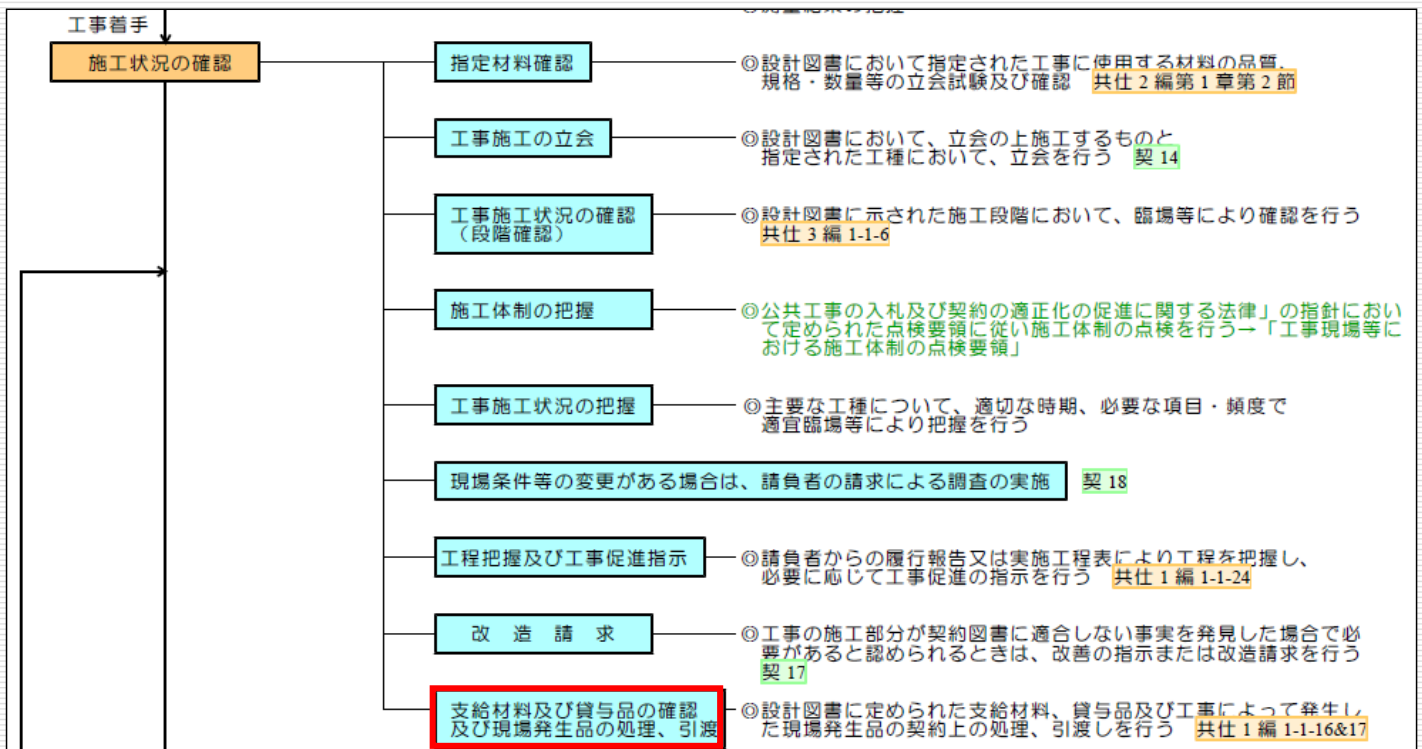 工事着手
施工状況の確認
指定材料確認
◎設計図書において指定された工事に使用する材料の品質、
規格・数量等の立会試験及び確認 共仕 2 編第 1 章第 2 節
工事施工の立会
◎設計図書において、立会の上施工するものと
指定された工種において、立会を行う 契 14
工事施工状況の確認
（段階確認）
◎設計図書に示された施工段階において、臨場等により確認を行う
共仕 3 編 1-1-6
施工体制の把握
◎公共工事の入札及び契約の適正化の促進に関する法律」の指針におい
て定められた点検要領に従い施工体制の点検を行う→「工事現場等に
おける施工体制の点検要領」
工事施工状況の把握
◎主要な工種について、適切な時期、必要な項目・頻度で
適宜臨場等により把握を行う
現場条件等の変更がある場合は、請負者の請求による調査の実施 契 18
工程把握及び工事促進指示
◎請負者からの履行報告又は実施工程表により工程を把握し、
必要に応じて工事促進の指示を行う 共仕 1 編 1-1-24
改 造 請 求
◎工事の施工部分が契約図書に適合しない事実を発見した場合で必
要があると認められるときは、改善の指示または改造請求を行う
契 17
支給材料及び貸与品の確認
及び現場発生品の処理、引渡
◎設計図書に定められた支給材料、貸与品及び工事によって発生し
た現場発生品の契約上の処理、引渡しを行う 共仕 1 編 1-1-16&17